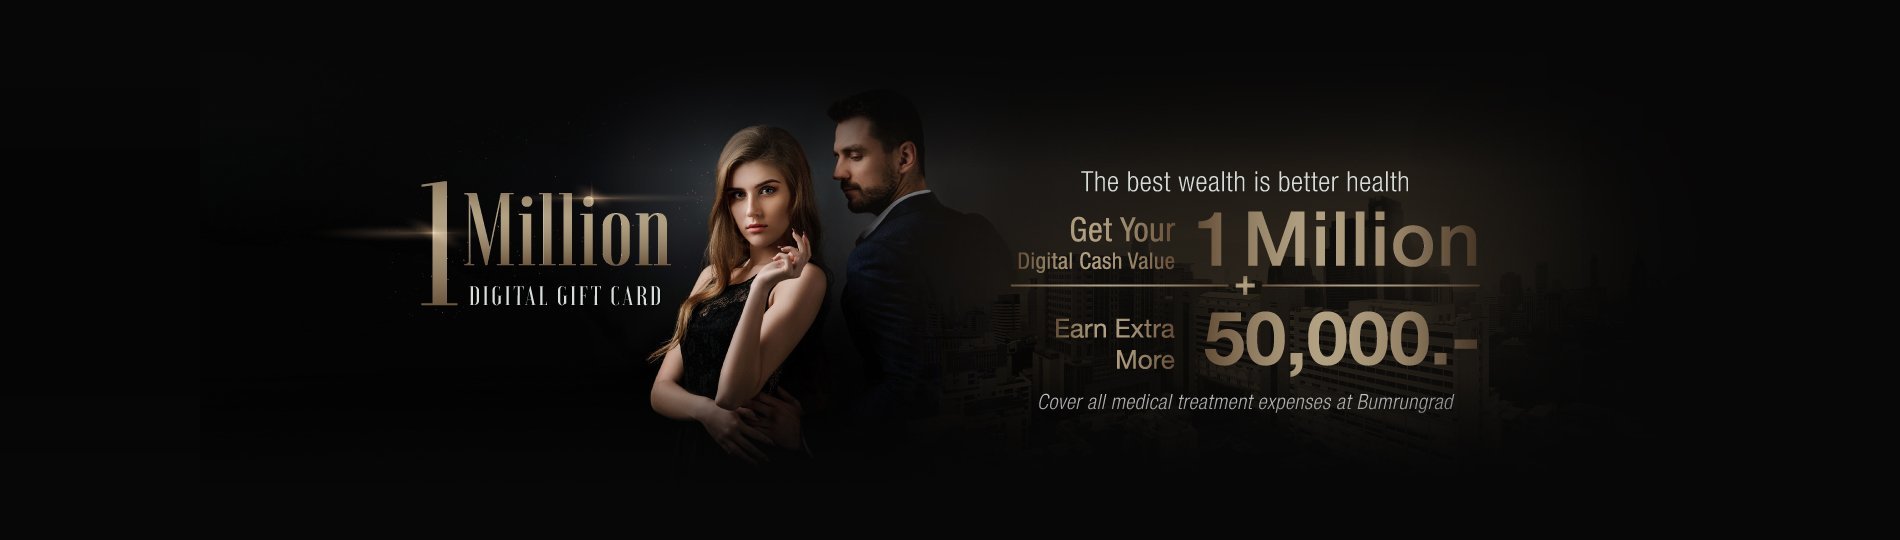 1 Million
DIGITAL GIFT CARD
The best wealth is better health
Get Your
Digital Cash Value
1 Million
+
Earn Extra
More
50,000.-
Cover all medical treatment expenses at Bumrungrad